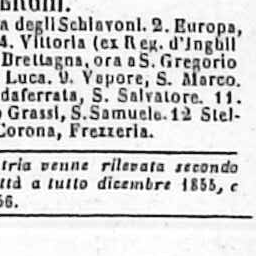 a degli Schiavoni. 2. Europa,
4. Vittoria (ex Reg. d'Inghil
Brettagna, ora a S. Gregorio
Luca. 9. Vapore, S. Marco.
daferrata, S. Salvatore. 11.
Grassi, S. Samuele. 12 Stel-
Corona, Frezzeria.
tria venne rilevata secondo
ttà a tutto dicembre 1855, e
56.